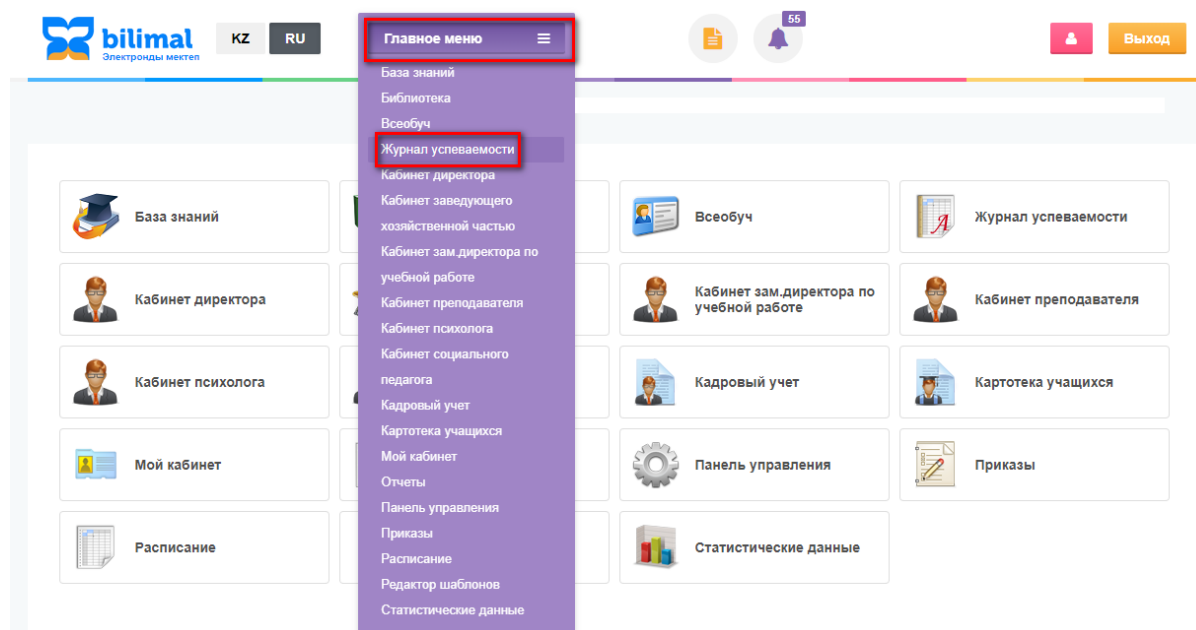 bilimal
Электронды мектеп
KZ
RU
Главное меню
55
Выход
База знаний
Библиотека
Всеобуч
Журнал успеваемости
Кабинет директора
Кабинет заведующего
хозяйственной частью
Кабинет зам.директора по
учебной работе
Кабинет преподавателя
Кабинет психолога
Кабинет социального
педагога
Кадровый учет
Картотека учащихся
Мой кабинет
Отчеты
Панель управления
Приказы
Расписание
Редактор шаблонов
Статистические данные
База знаний
Всеобуч
Журнал успеваемости
Кабинет директора
Кабинет зам.директора по
учебной работе
Кабинет преподавателя
Кабинет психолога
Кадровый учет
Картотека учащихся
Мой кабинет
Панель управления
Приказы
Расписание
Статистические данные